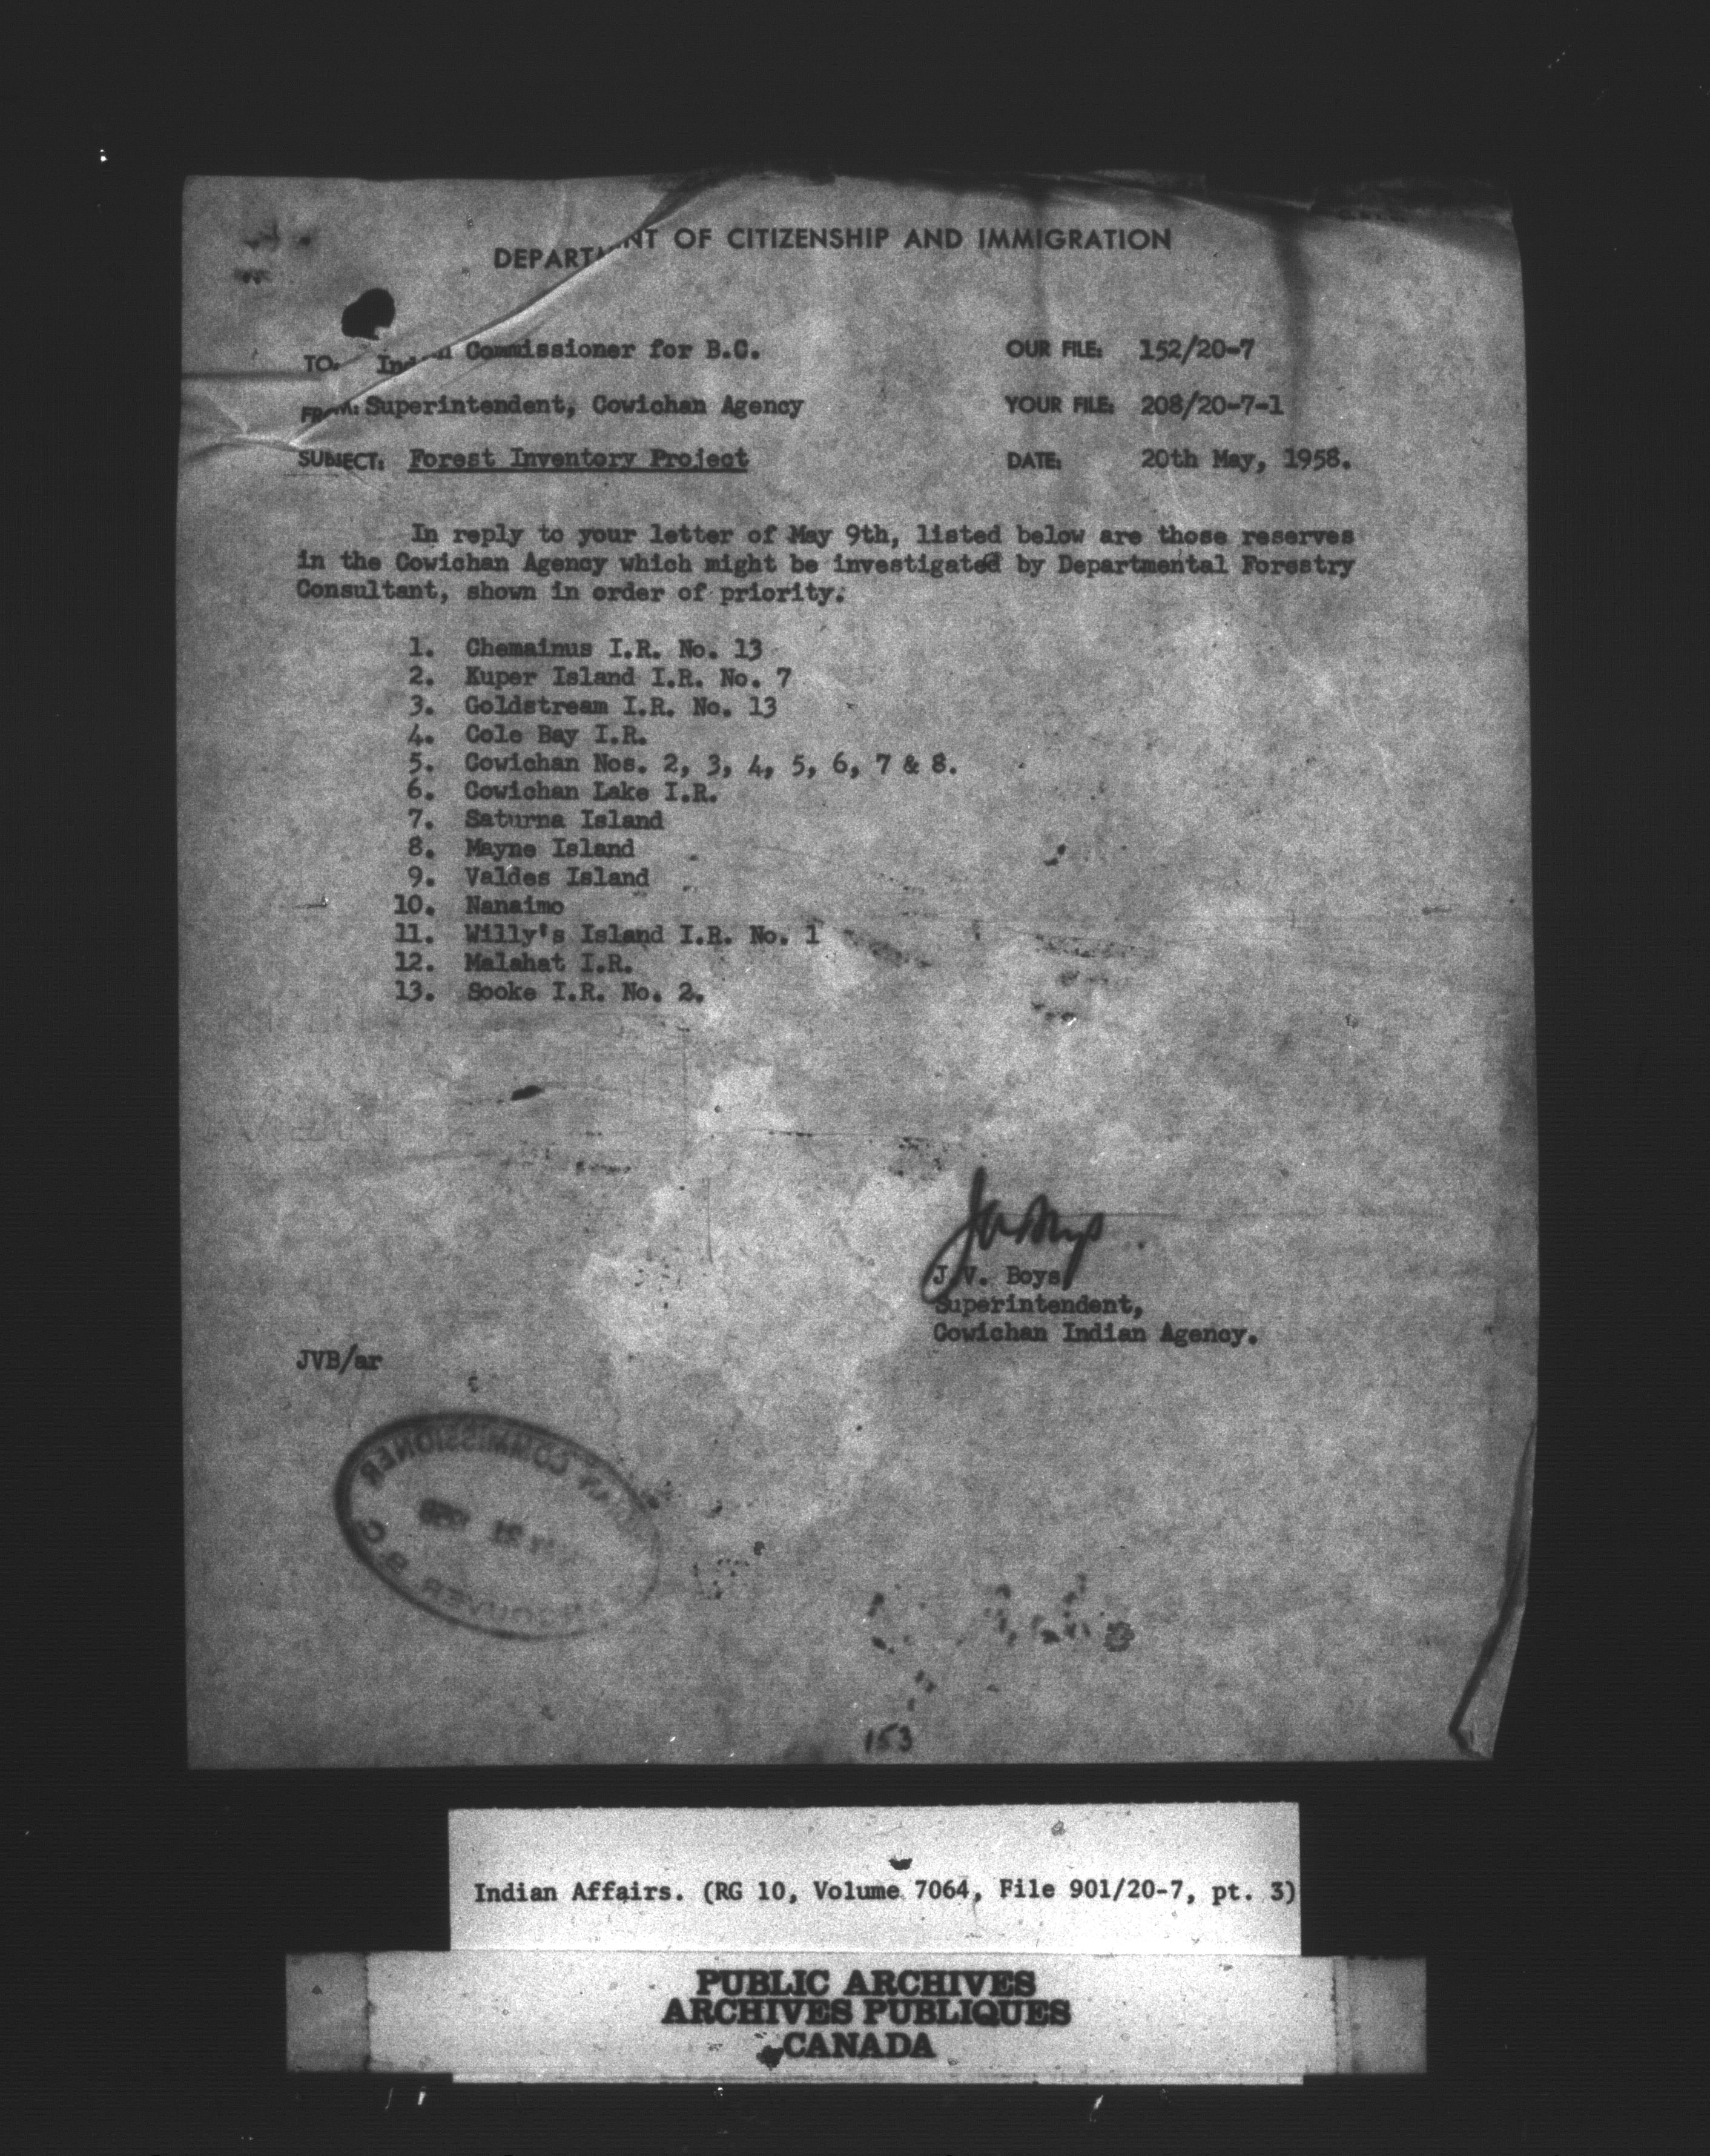 DEPARTMENT OF CITIZENSHIP AND IMMIGRATION
TO: Indian Commissioner for B.C.
OUR FILE: 152/20-7
FROM: Superintendent, Cowichan Agency
YOUR FILE: 208/20-7-1
SUBJECT: Forest Inventory Project
DATE: 20th May, 1958.
In reply to your letter of May 9th, listed below are those reserves
in the Cowichan Agency which might be investigated by Departmental Forestry
Consultant, shown in order of priority.
1. Chemainus I.R. No. 13
2. Kuper Island I.R. No. 7
3. Goldstream I.R. No. 13
4. Cole Bay I.R.
5. Cowichan Nos. 2, 3, 4, 5, 6, 7 & 8.
6. Cowichan Lake I.R.
7. Saturna Island
8. Mayne Island
9. Valdes Island
10. Nanaimo
11. Willy's Island I.R. No. 1
12. Malahat I.R.
13. Sooke I.R. No. 2.
J.V. Boys
Superintendent,
Cowichan Indian Agency.
JVB/ar
COMMISSIONER
B.C.
153
Indian Affairs. (RG 10, Volume 7064, File 901/20-7, pt. 3)
PUBLIC ARCHIVES
ARCHIVES PUBLIQUES
CANADA